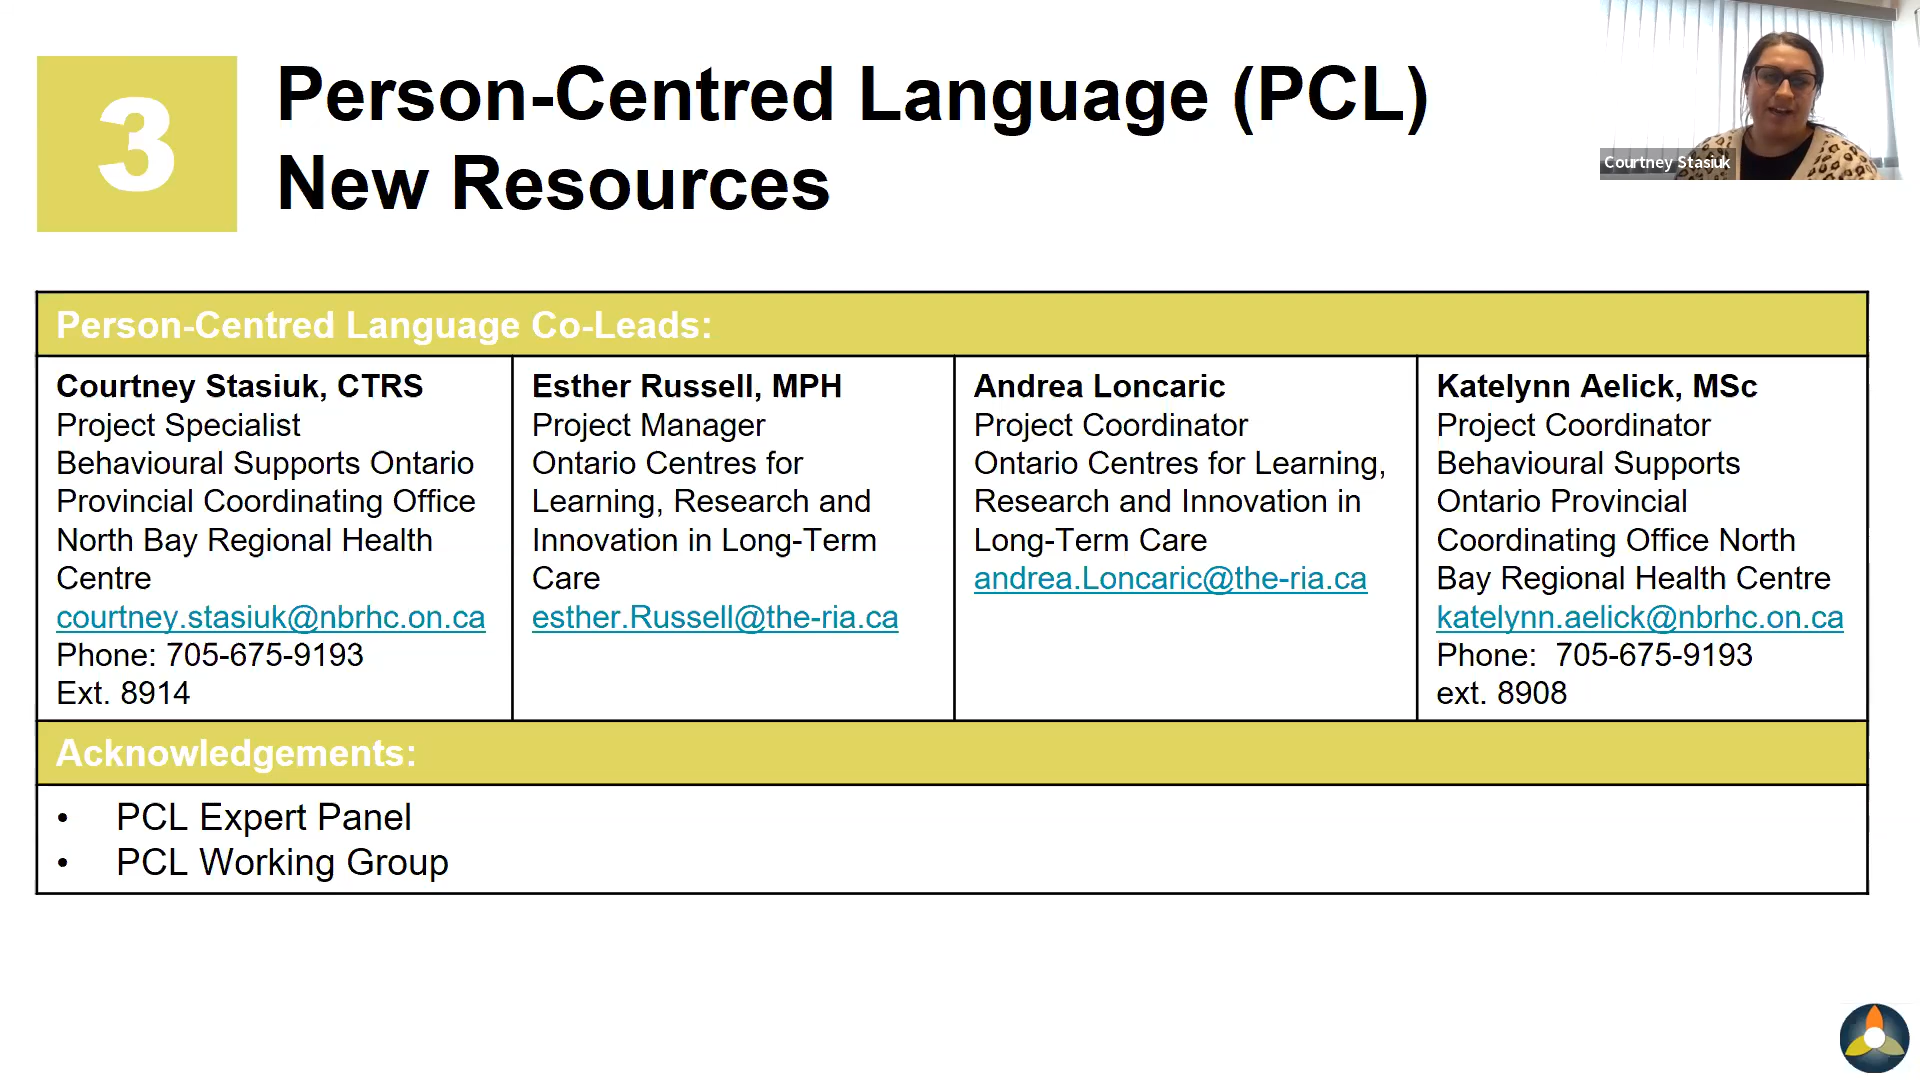 3
Person-Centred Language (PCL)
New Resources
Courtney Stasiuk
Person-Centred Language Co-Leads:
Courtney Stasiuk, CTRS
Project Specialist
Behavioural Supports Ontario
Provincial Coordinating Office
North Bay Regional Health
Centre
courtney.stasiuk@nbrhc.on.ca
Phone: 705-675-9193
Ext. 8914
Esther Russell, MPH
Project Manager
Ontario Centres for
Learning, Research and
Innovation in Long-Term
Care
esther.Russell@the-ria.ca
Andrea Loncaric
Project Coordinator
Ontario Centres for Learning,
Research and Innovation in
Long-Term Care
andrea.Loncaric@the-ria.ca
Katelynn Aelick, MSc
Project Coordinator
Behavioural Supports
Ontario Provincial
Coordinating Office North
Bay Regional Health Centre
katelynn.aelick@nbrhc.on.ca
Phone:  705-675-9193
ext. 8908
Acknowledgements:
• PCL Expert Panel
• PCL Working Group